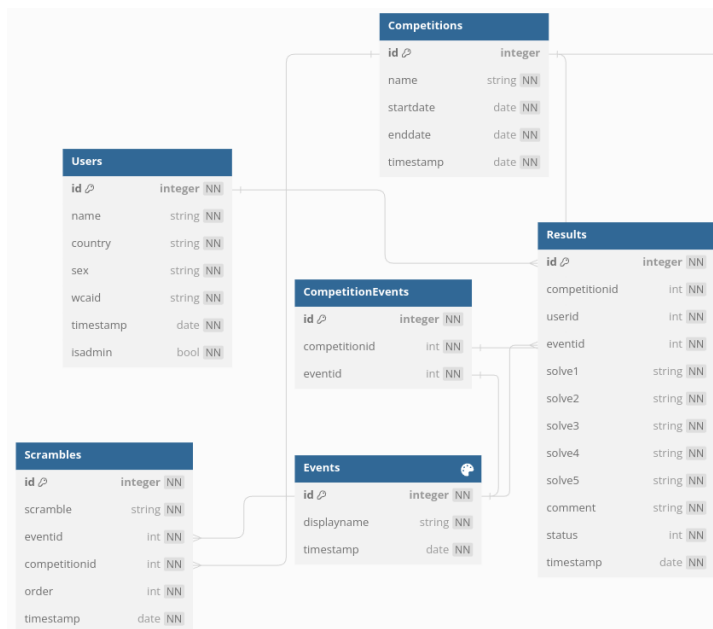 Competitions
id integer
name string NN
startdate date NN
enddate date NN
timestamp date NN
Users
id integer NN
name string NN
country string NN
sex string NN
wcaid string NN
timestamp date NN
isadmin bool NN
Results
id integer NN
competitionid int NN
userid int NN
eventid int NN
solve1 string NN
solve2 string NN
solve3 string NN
solve4 string NN
solve5 string NN
comment string NN
status int NN
timestamp date NN
CompetitionEvents
id integer NN
competitionid int NN
eventid int NN
Scrambles
id integer NN
scramble string NN
eventid int NN
competitionid int NN
order int NN
timestamp date NN
Events
id integer NN
displayname string NN
timestamp date NN